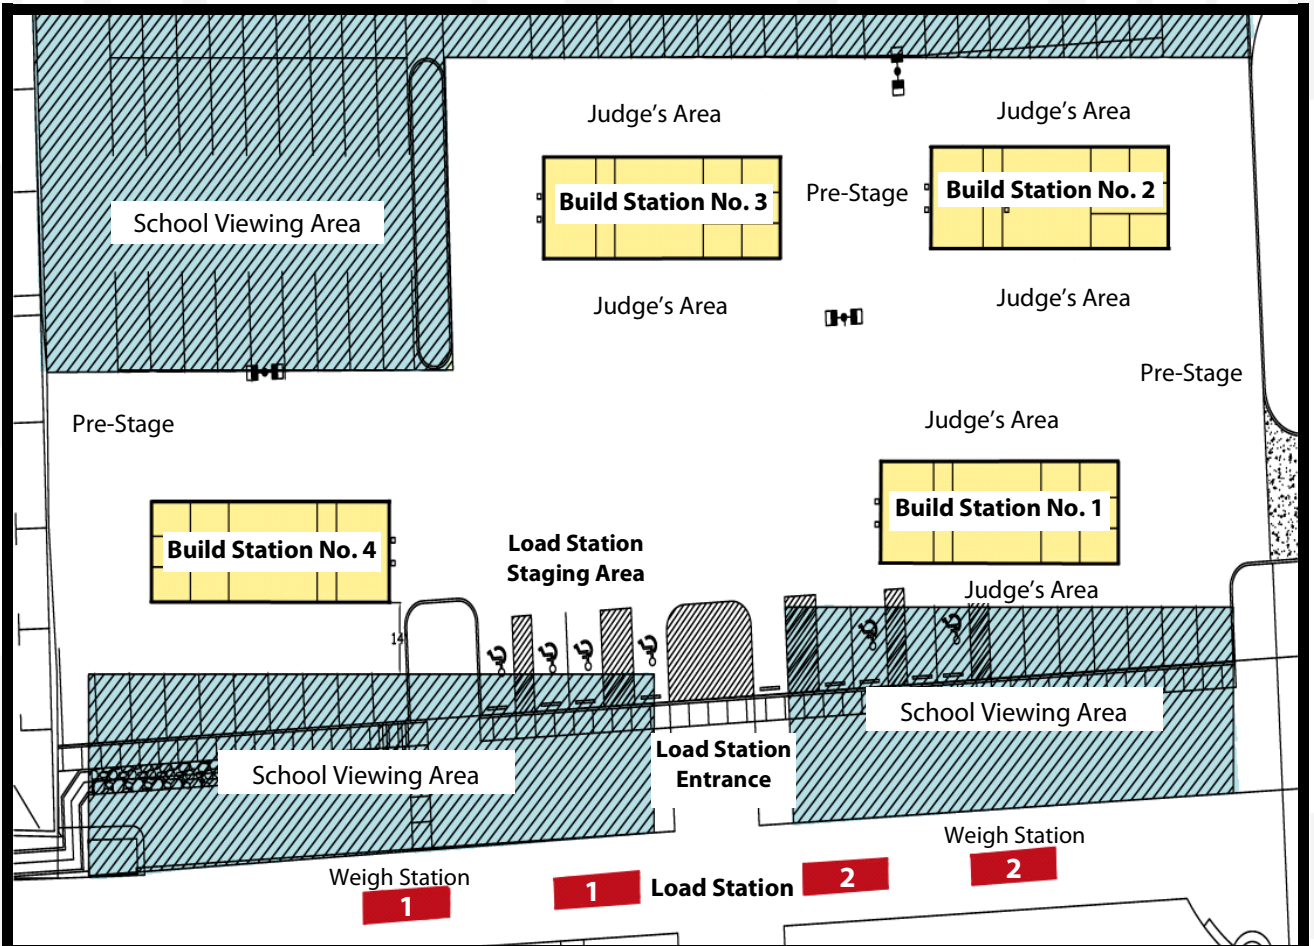 Judge's Area
Judge's Area
Build Station No. 3
Pre-Stage
Build Station No. 2
School Viewing Area
Judge's Area
Judge's Area
Pre-Stage
Pre-Stage
Judge's Area
Build Station No. 1
Build Station No. 4
Load Station
Staging Area
Judge's Area
14
School Viewing Area
Load Station
Entrance
School Viewing Area
Weigh Station
Weigh Station
1
1
Load Station
2
2